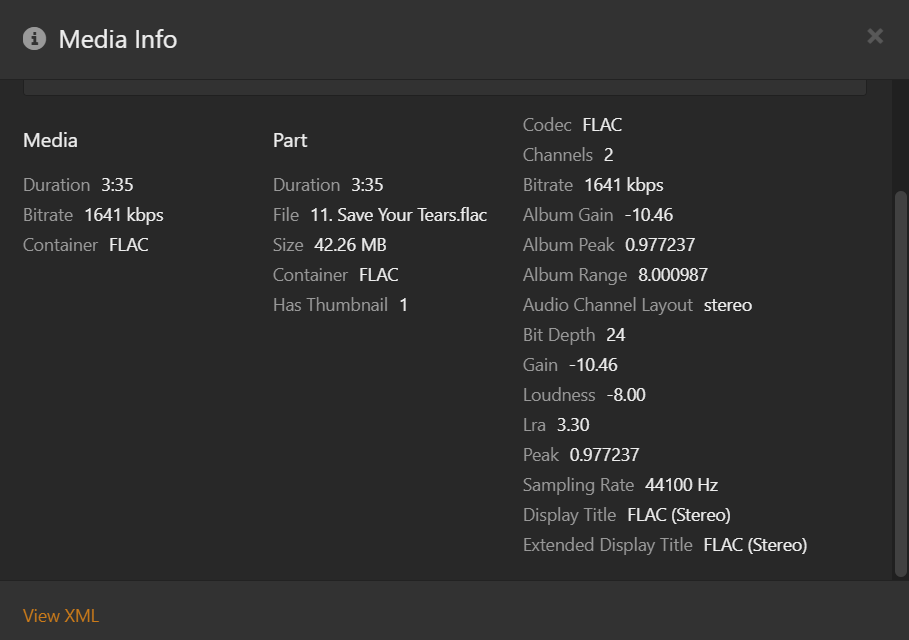 Media Info
Media
Duration 3:35
Bitrate 1641 kbps
Container FLAC
Part
Duration 3:35
File 11. Save Your Tears.flac
Size 42.26 MB
Container FLAC
Has Thumbnail 1
Codec FLAC
Channels 2
Bitrate 1641 kbps
Album Gain -10.46
Album Peak 0.977237
Album Range 8.000987
Audio Channel Layout stereo
Bit Depth 24
Gain -10.46
Loudness -8.00
Lra 3.30
Peak 0.977237
Sampling Rate 44100 Hz
Display Title FLAC (Stereo)
Extended Display Title FLAC (Stereo)
View XML